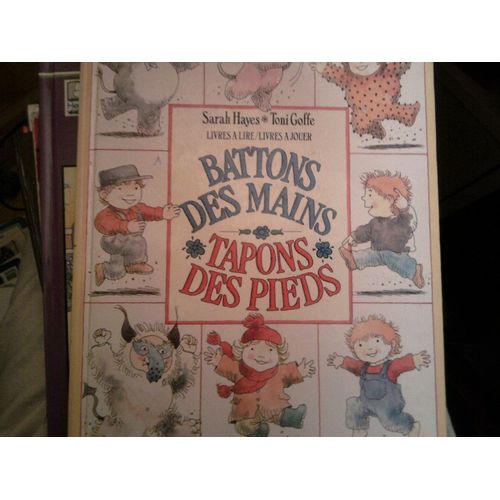 Sarah Hayes * Toni Goffe
LIVRES A LIRE/LIVRES A JOUER
BATTONS
DES MAINS
TAPONS
DES PIEDS